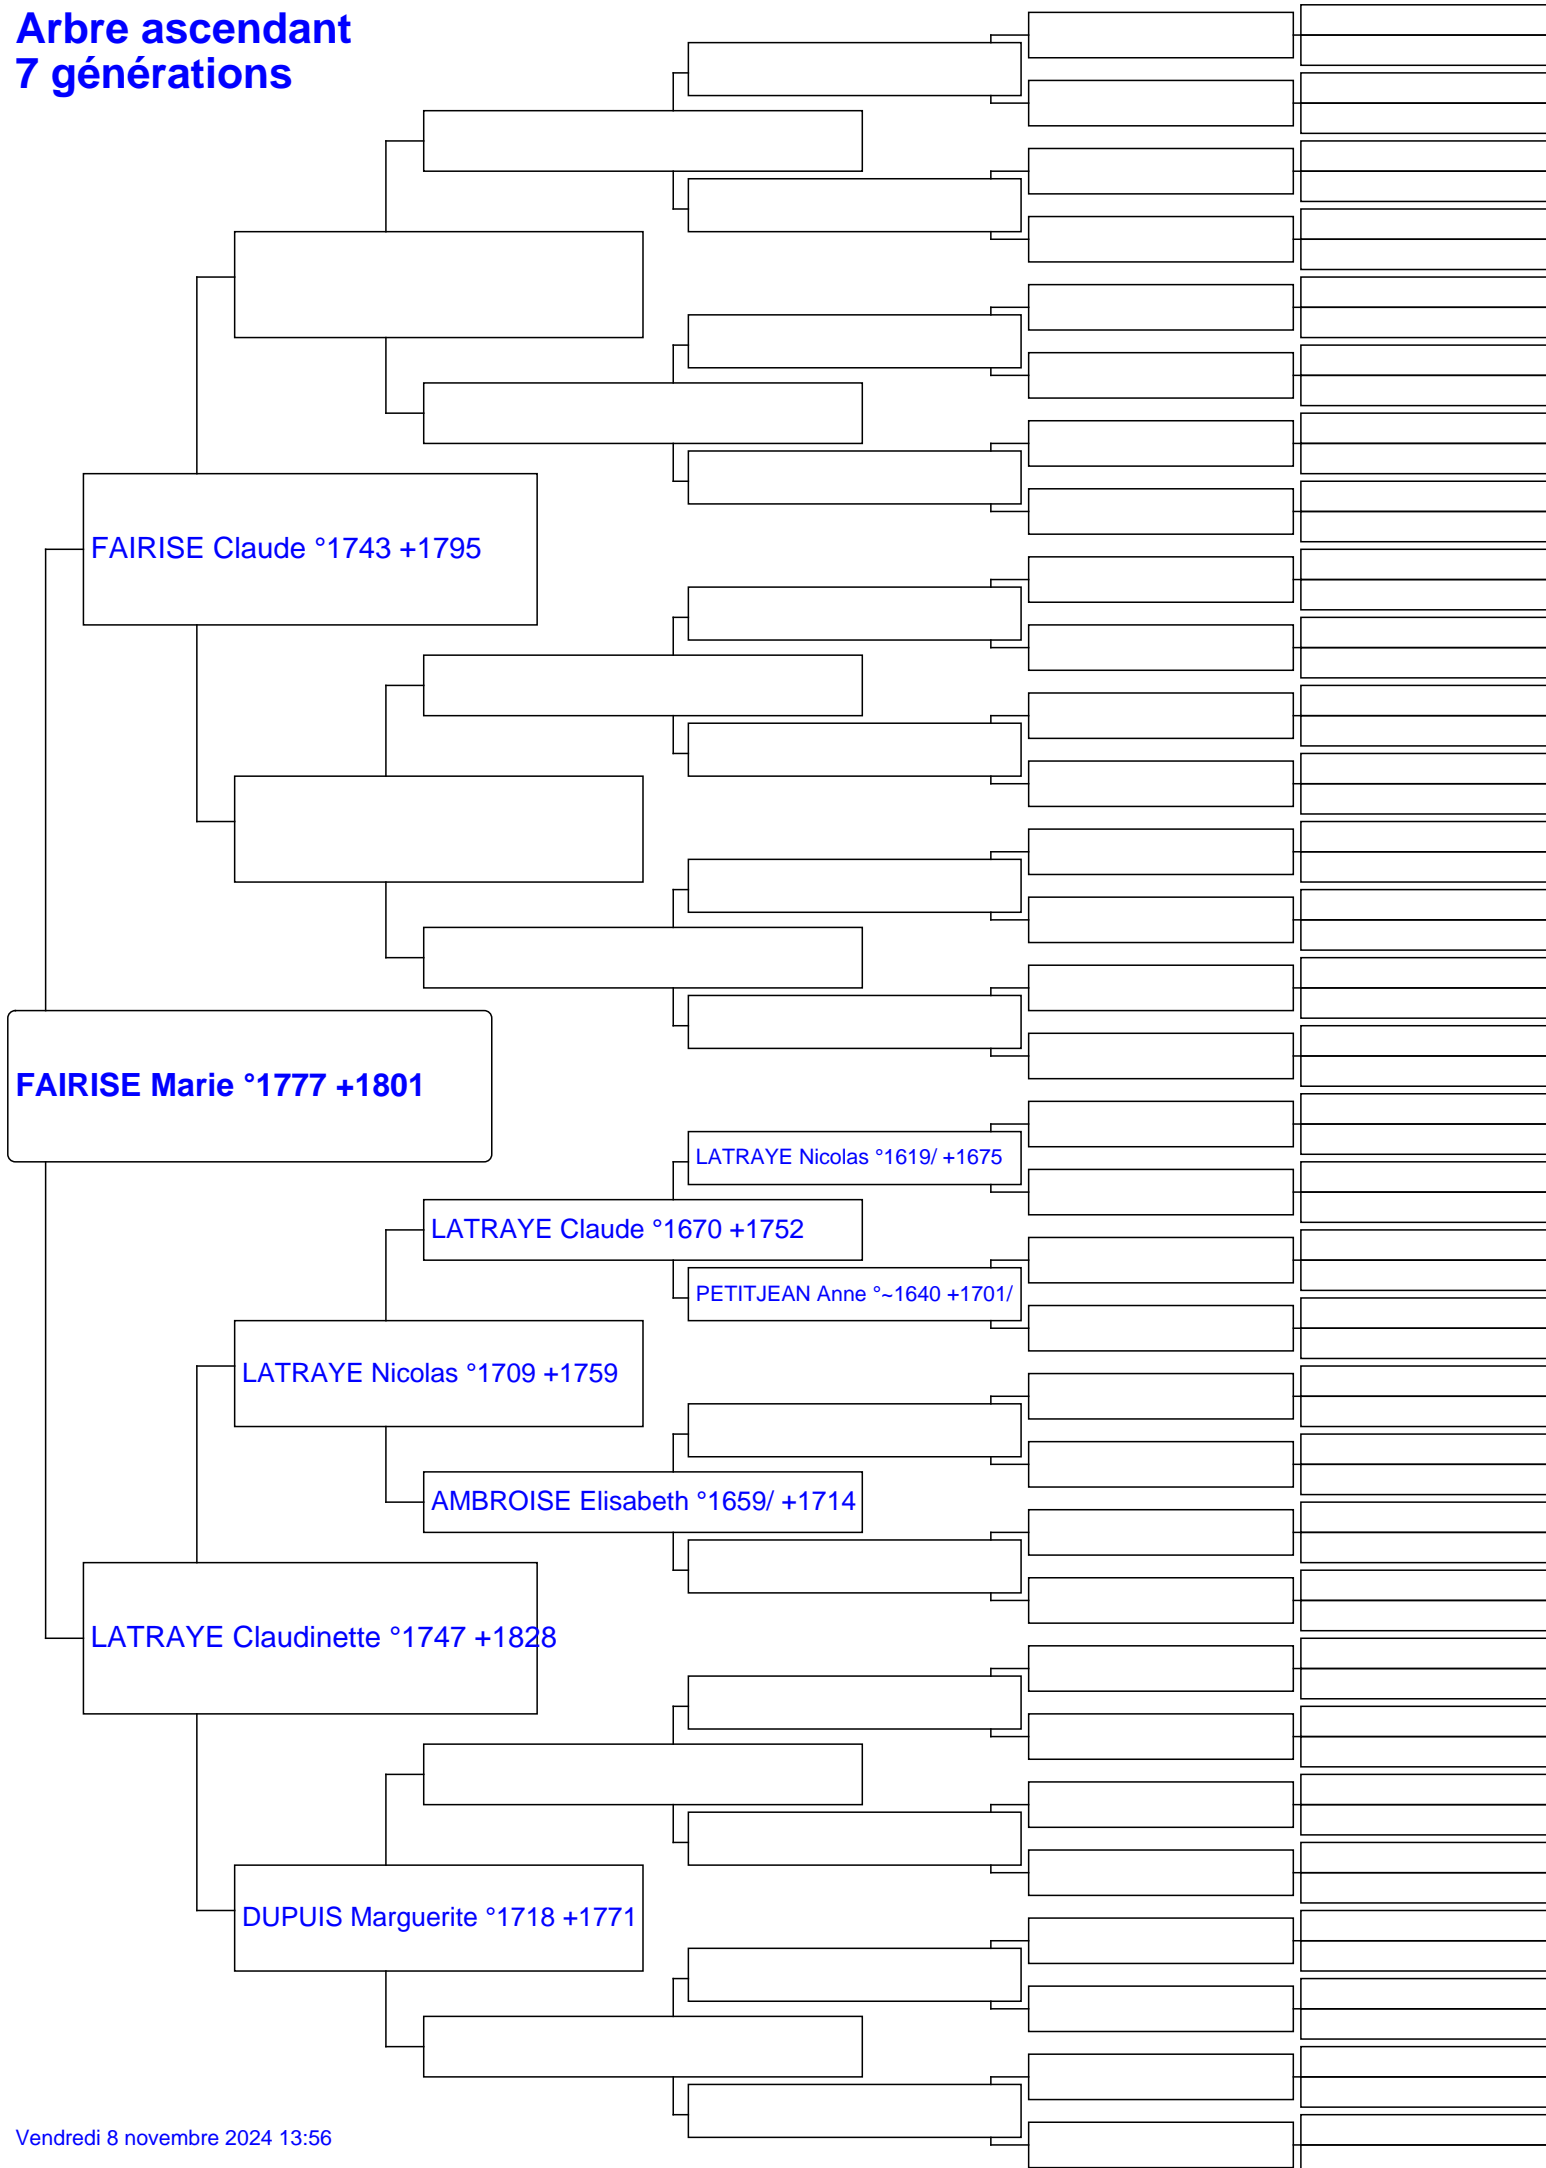 Arbre ascendant
7 générations
FAIRISE Claude °1743 +1795
FAIRISE Marie °1777 +1801
LATRAYE Nicolas °1619/ +1675
LATRAYE Claude °1670 +1752
PETITJEAN Anne °~1640 +1701/
LATRAYE Nicolas °1709 +1759
AMBROISE Elisabeth °1659/ +1714
LATRAYE Claudinette °1747 +1828
DUPUIS Marguerite °1718 +1771
Vendredi 8 novembre 2024 13:56